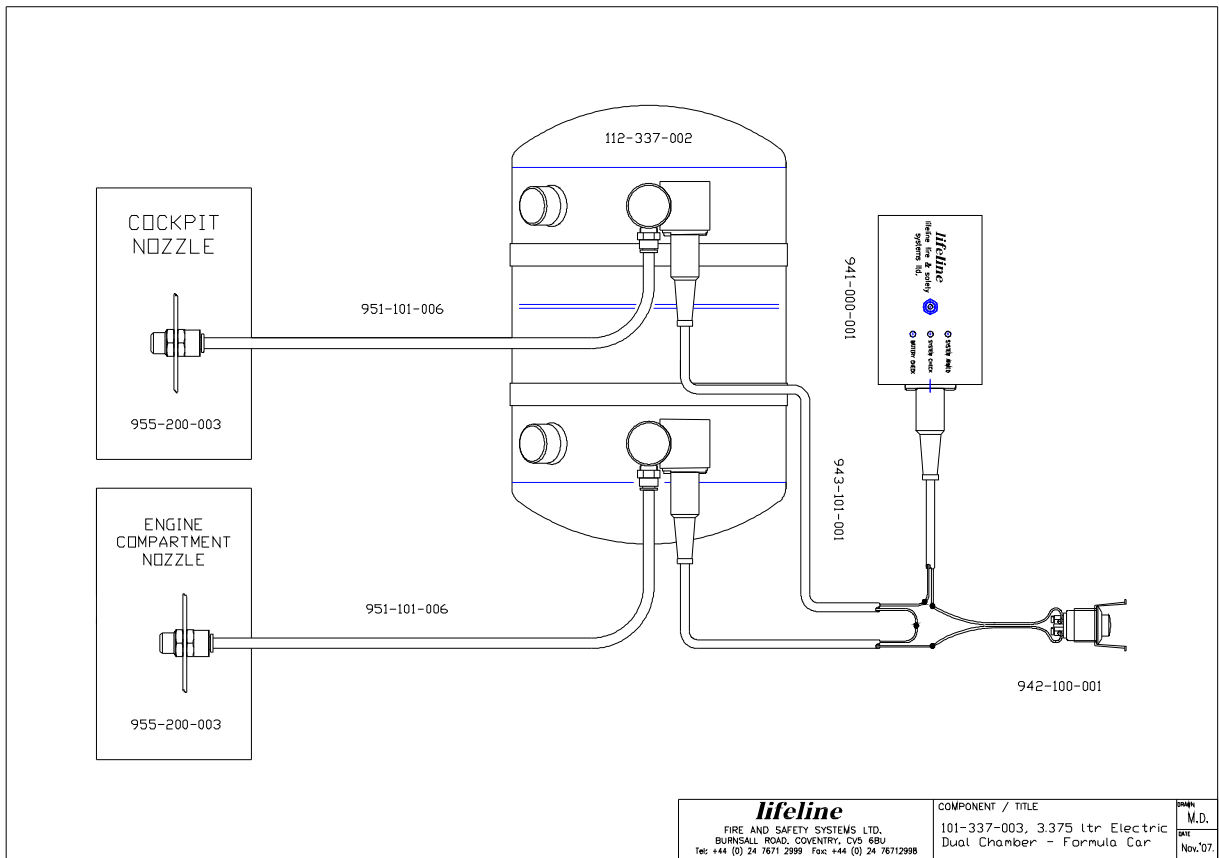 112-337-002
COCKPIT
NOZZLE
951-101-006
955-200-003
941-000-001
lifeline
lifeline fire & safety
systems ltd.
SYSTEM ARMED
SYSTEM CHECK
BATTERY CHECK
943-101-001
ENGINE
COMPARTMENT
NOZZLE
951-101-006
955-200-003
942-100-001
lifeline
FIRE AND SAFETY SYSTEMS LTD.
BURNSALL ROAD. COVENTRY, CV5 6BU
Tel: +44 (0) 24 7671 2999 Fax: +44 (0) 24 76712998
COMPONENT / TITLE
101-337-003, 3.375 ltr Electric
Dual Chamber - Formula Car
DRAWN
M.D.
DATE
Nov.'07.